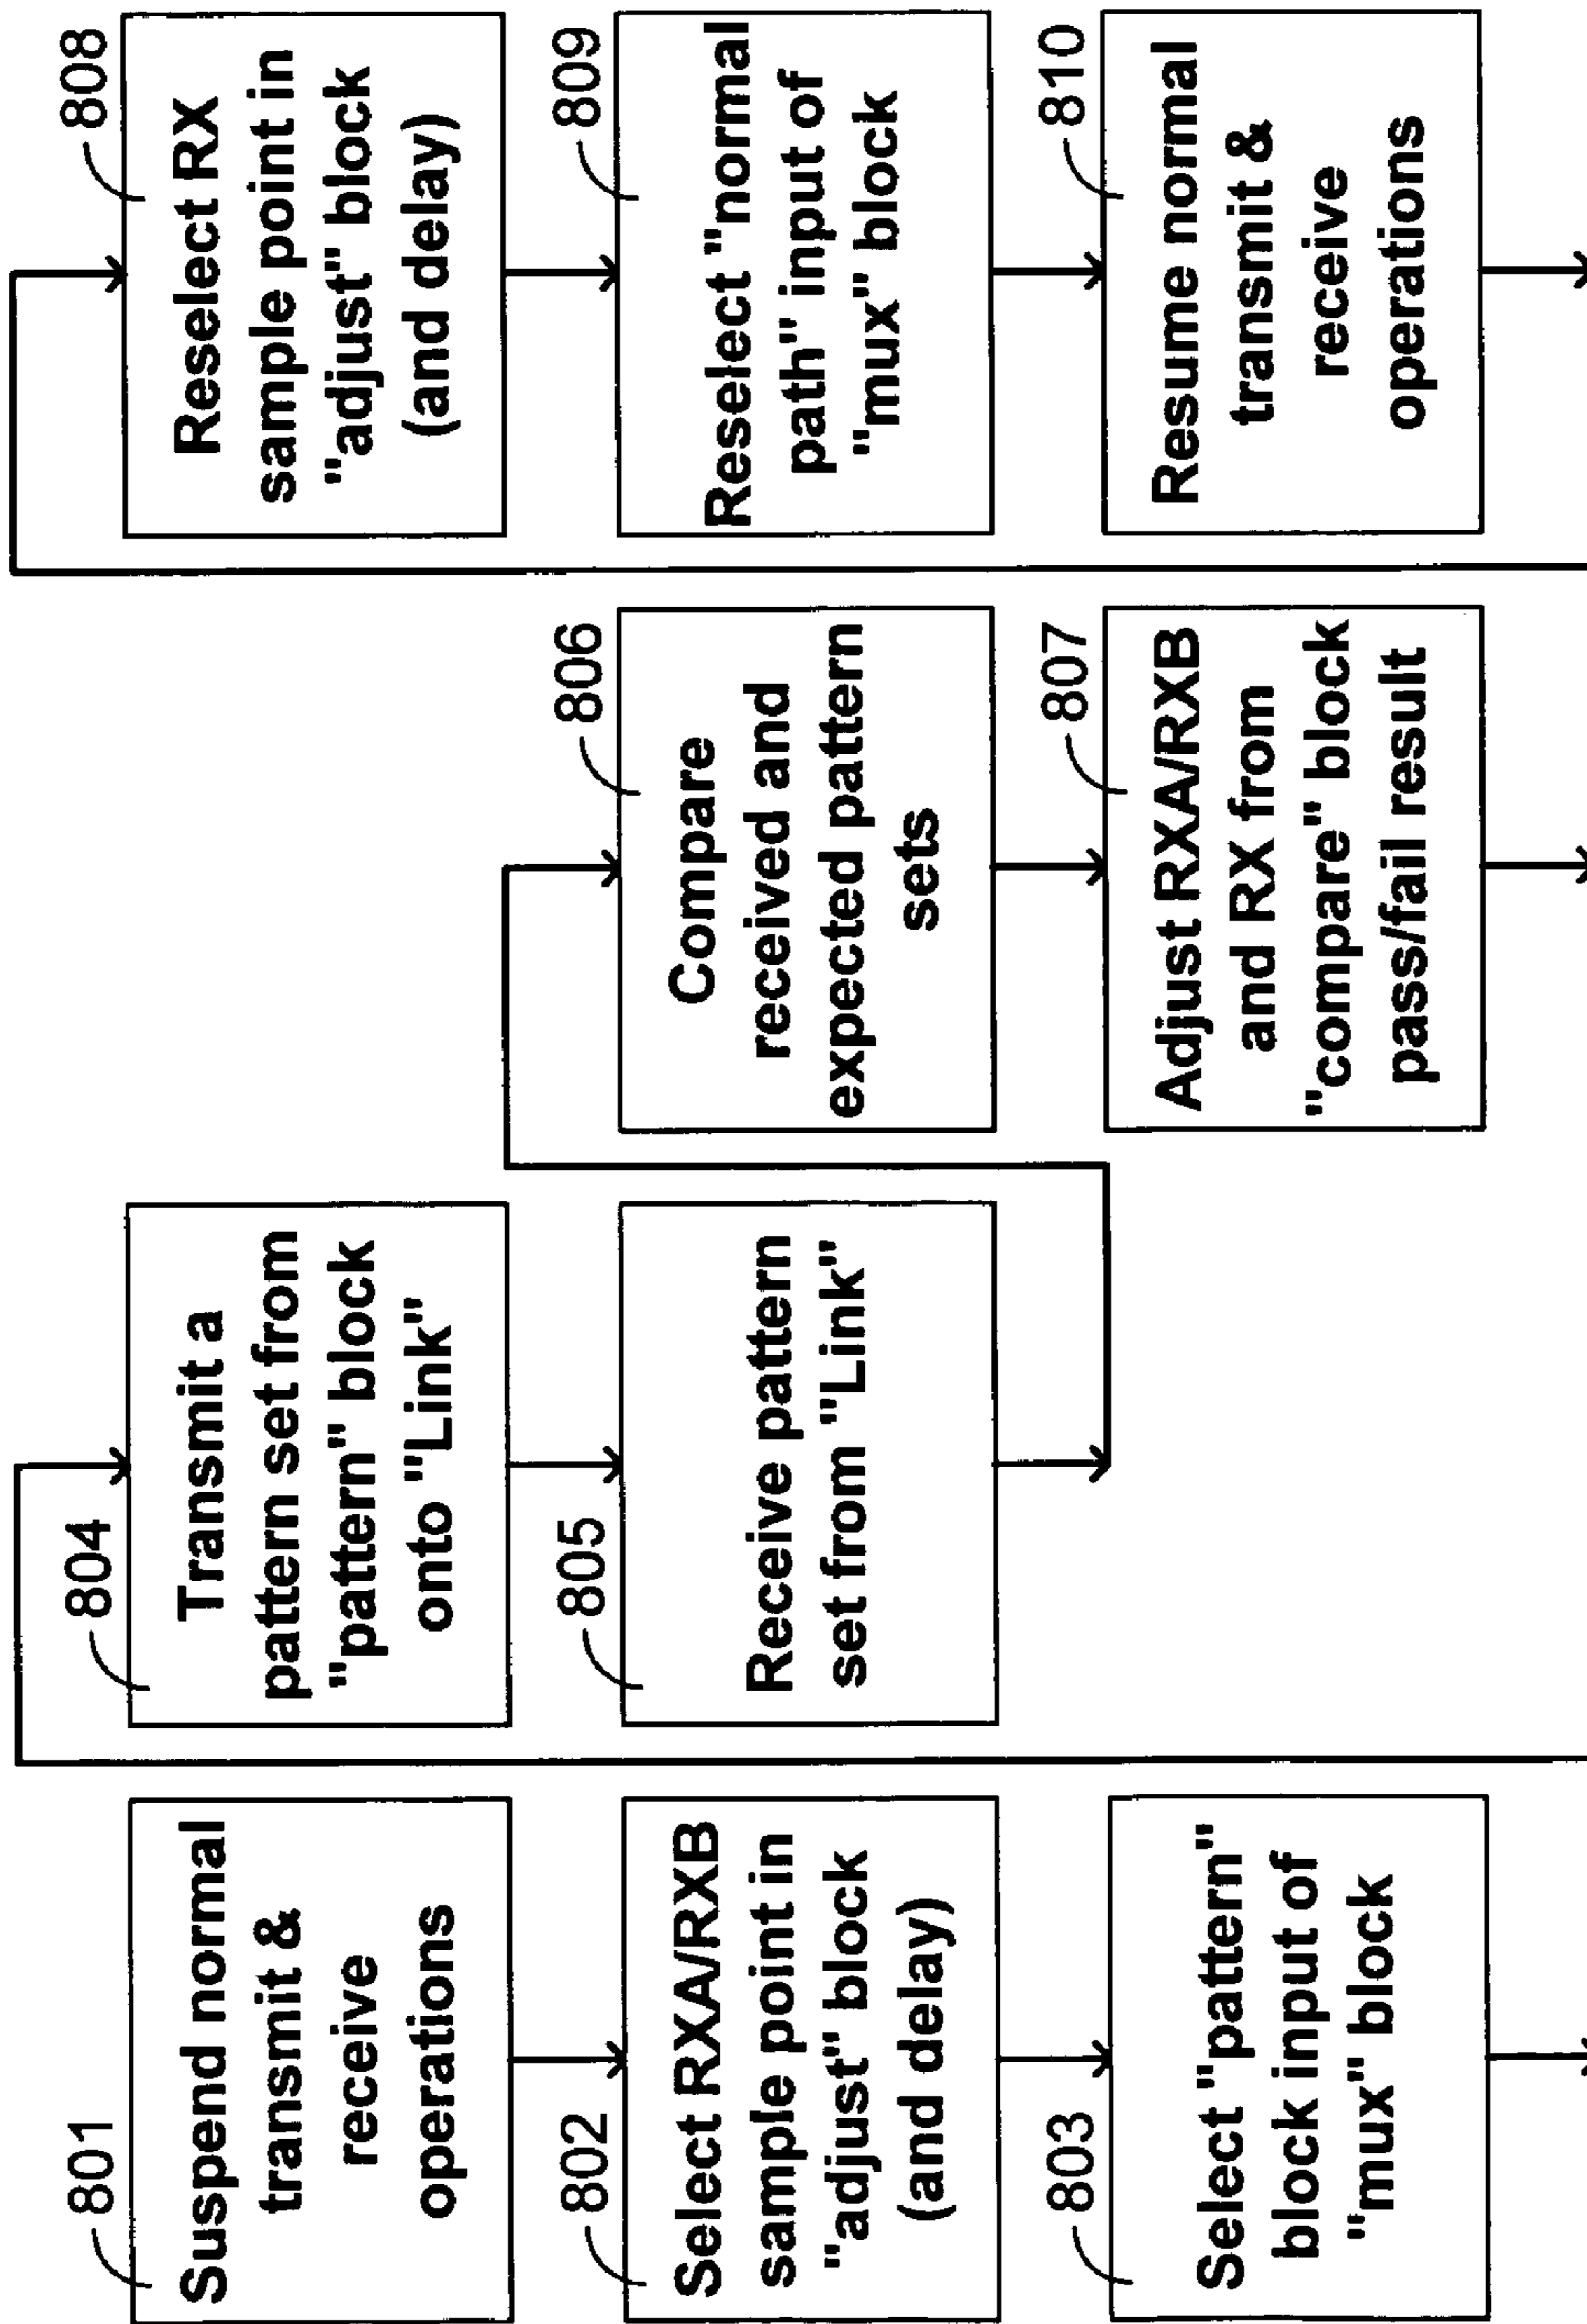 801
Suspend normal
transmit &
receive
operations
802
Select RXA/RXB
sample point in
"adjust" block
(and delay)
803
Select "pattern"
block input of
"mux" block
804
Transmit a
pattern set from
"pattern" block
onto "Link"
805
Receive pattern
set from "Link"
806
Compare
received and
expected pattern
sets
807
Adjust RXA/RXB
and RX from
"compare" block
pass/fail result
808
Reselect RX
sample point in
"adjust" block
(and delay)
809
Reselect "normal
path" input of
"mux" block
810
Resume normal
transmit &
receive
operations